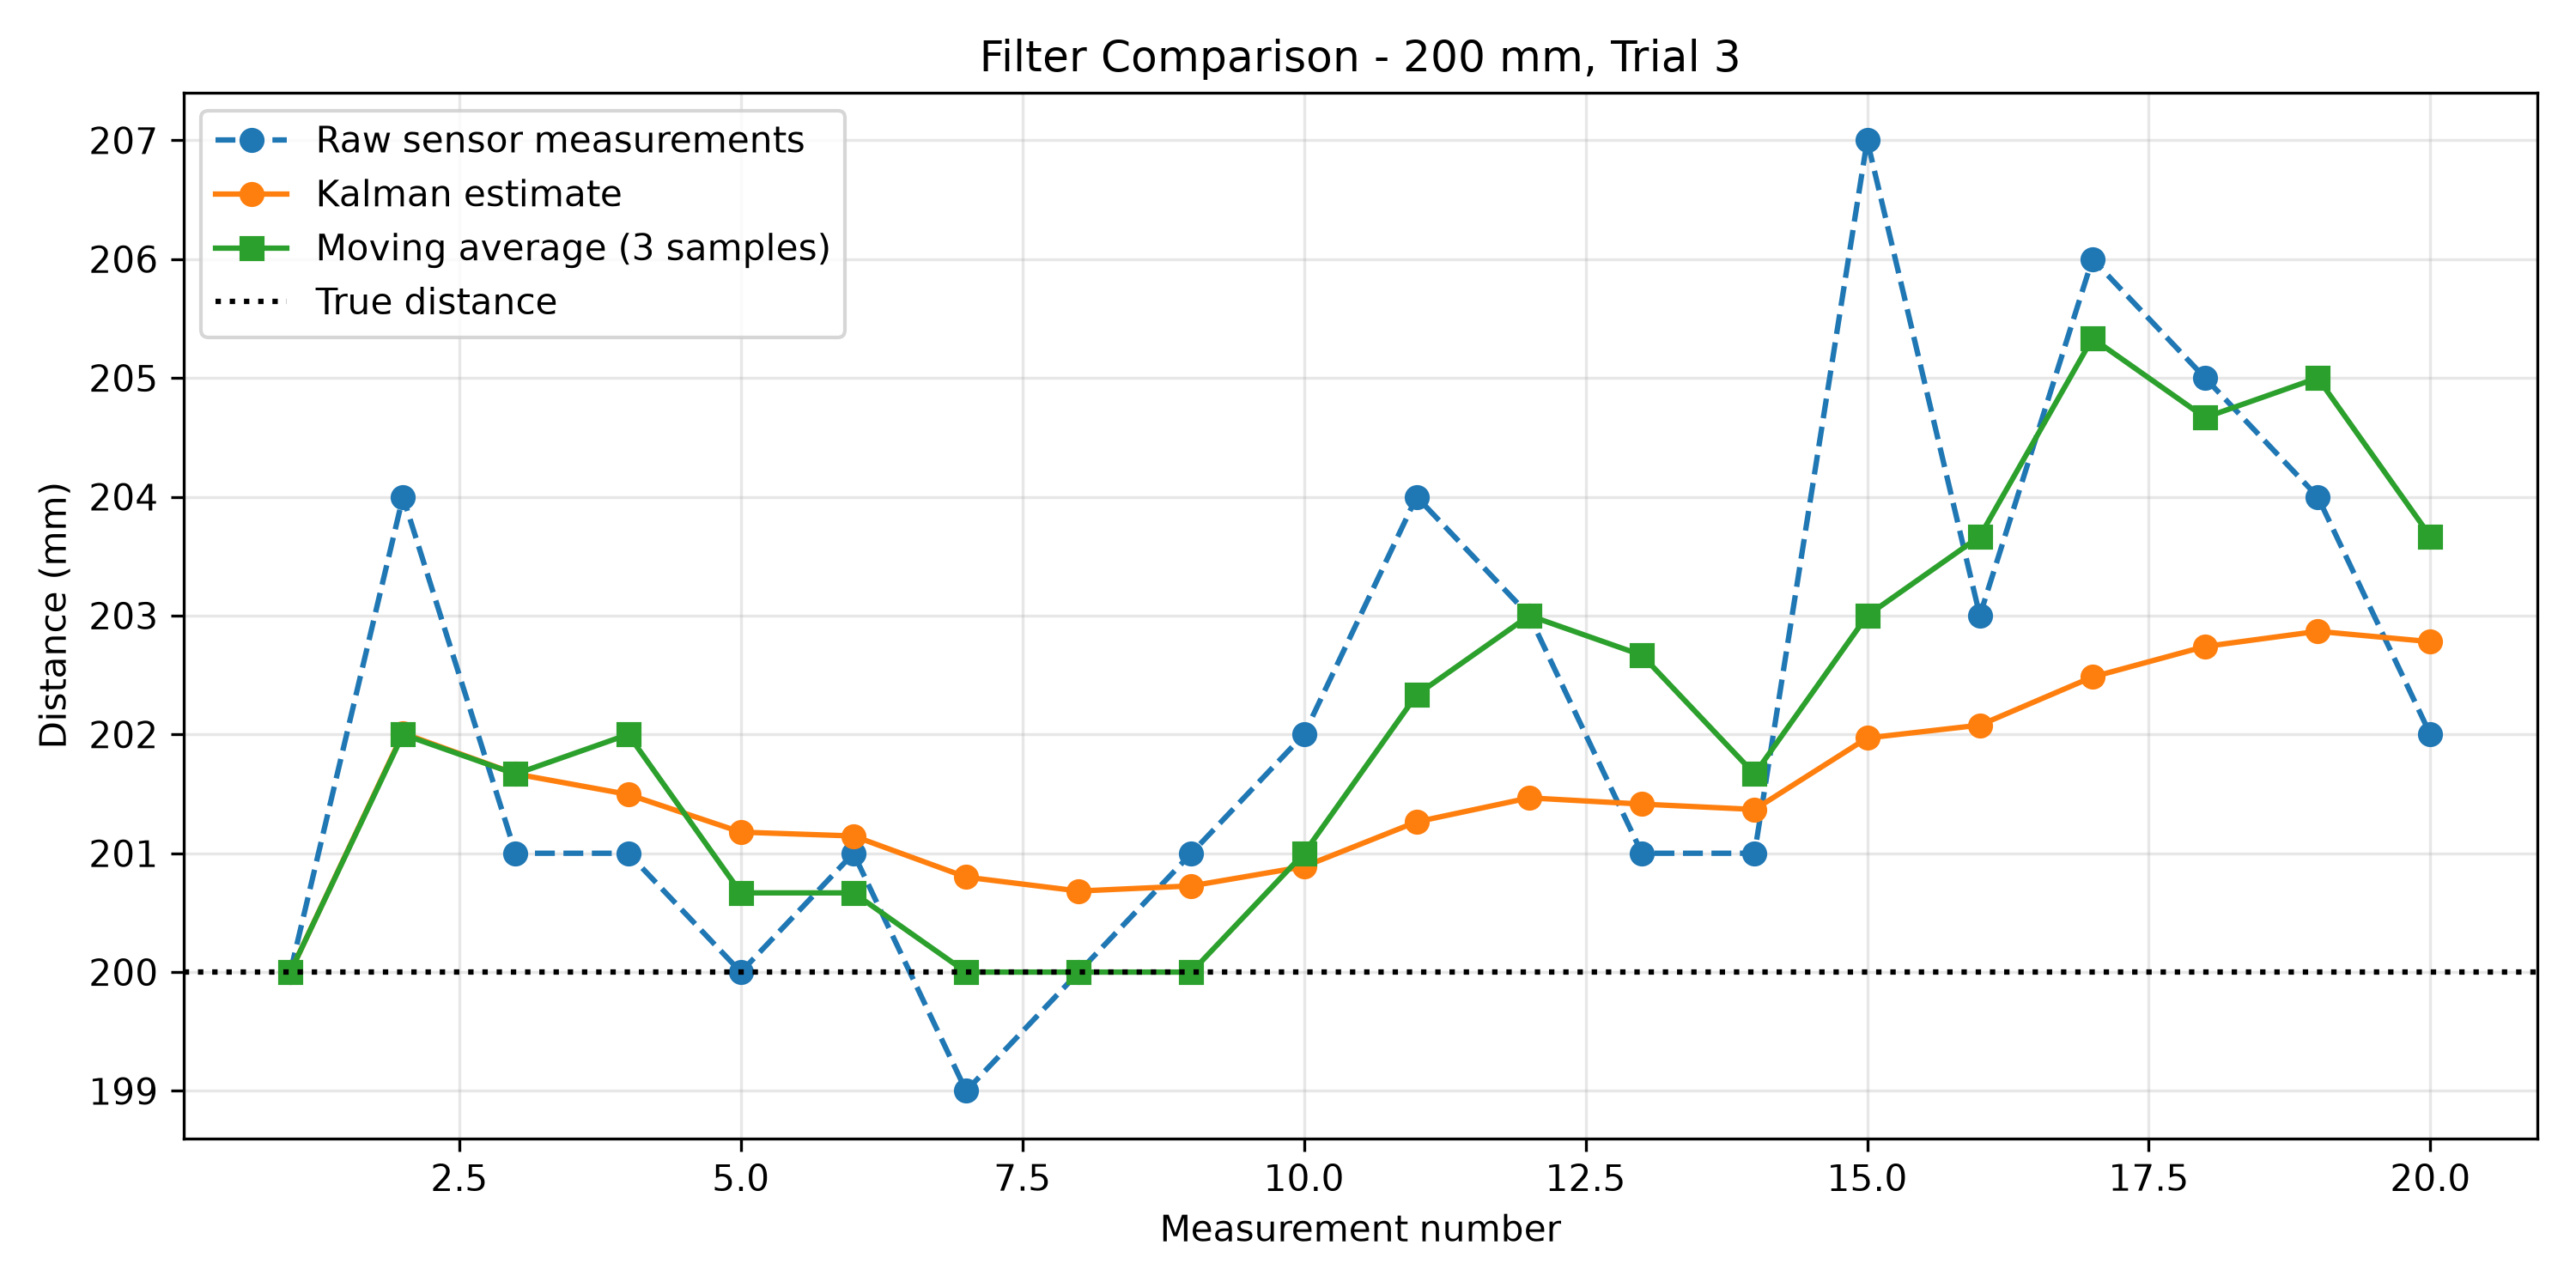 Filter Comparison - 200 mm, Trial 3
Raw sensor measurements
Kalman estimate
Moving average (3 samples)
True distance
Distance (mm)
207
206
205
204
203
202
201
200
199
2.5 5.0 7.5 10.0 12.5 15.0 17.5 20.0
Measurement number